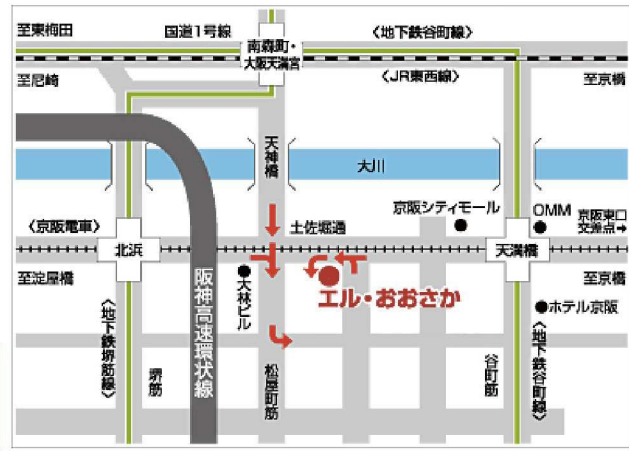 至東梅田
国道1号線
南森町・
大阪天満宮
〈地下鉄谷町線〉
至尼崎
〈JR東西線〉
至京橋
天神橋
大川
京阪シティモール
OMM
京阪東口
交差点→
〈京阪電車〉
北浜
土佐堀通
天満橋
至淀屋橋
阪神高速環状線
大林ビル
エル・おおさか
至京橋
ホテル京阪
〈地下鉄堺筋線〉
堺筋
松屋町筋
谷町筋
〈地下鉄谷町線〉